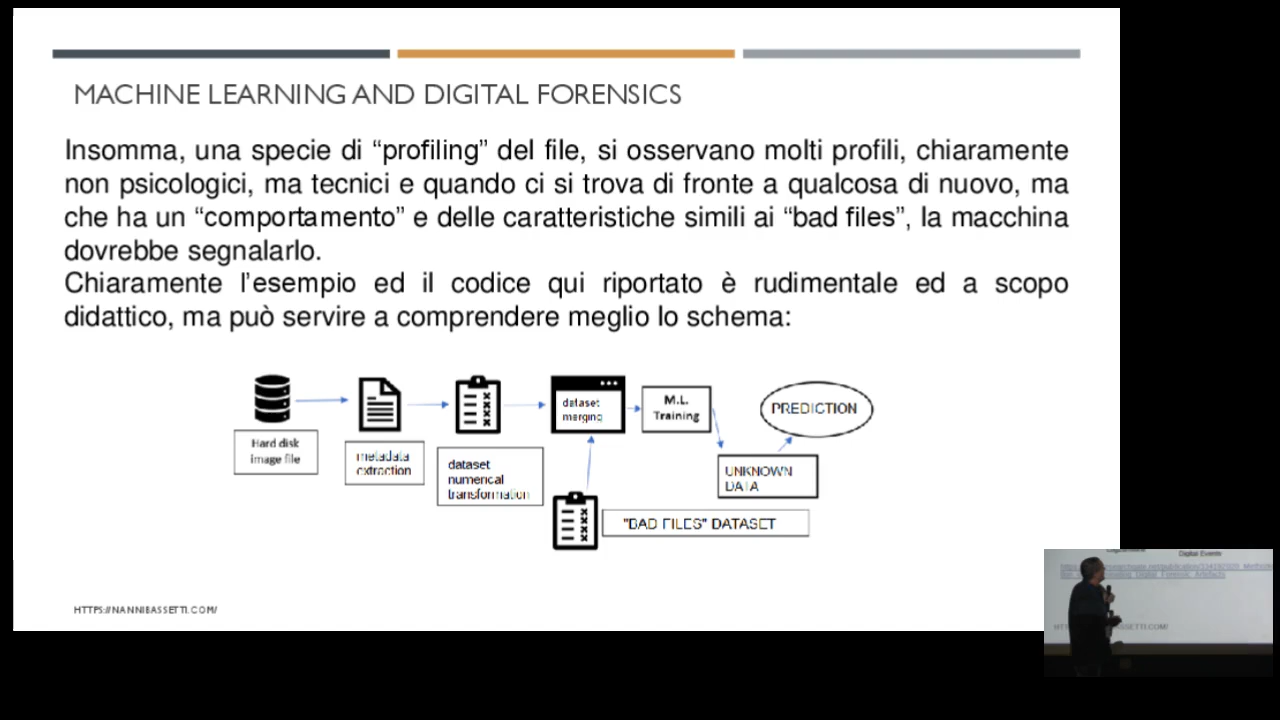 MACHINE LEARNING AND DIGITAL FORENSICS
Insomma, una specie di “profiling” del file, si osservano molti profili, chiaramente
non psicologici, ma tecnici e quando ci si trova di fronte a qualcosa di nuovo, ma
che ha un “comportamento” e delle caratteristiche simili ai “bad files”, la macchina
dovrebbe segnalarlo.
Chiaramente l’esempio ed il codice qui riportato è rudimentale ed a scopo
didattico, ma può servire a comprendere meglio lo schema:
Hard disk
image file
metadata
extraction
dataset
numerical
transformation
dataset
merging
M.L.
Training
PREDICTION
UNKNOWN
DATA
"BAD FILES" DATASET
HTTPS://NANNIBASSETTI.COM/
Digital Events